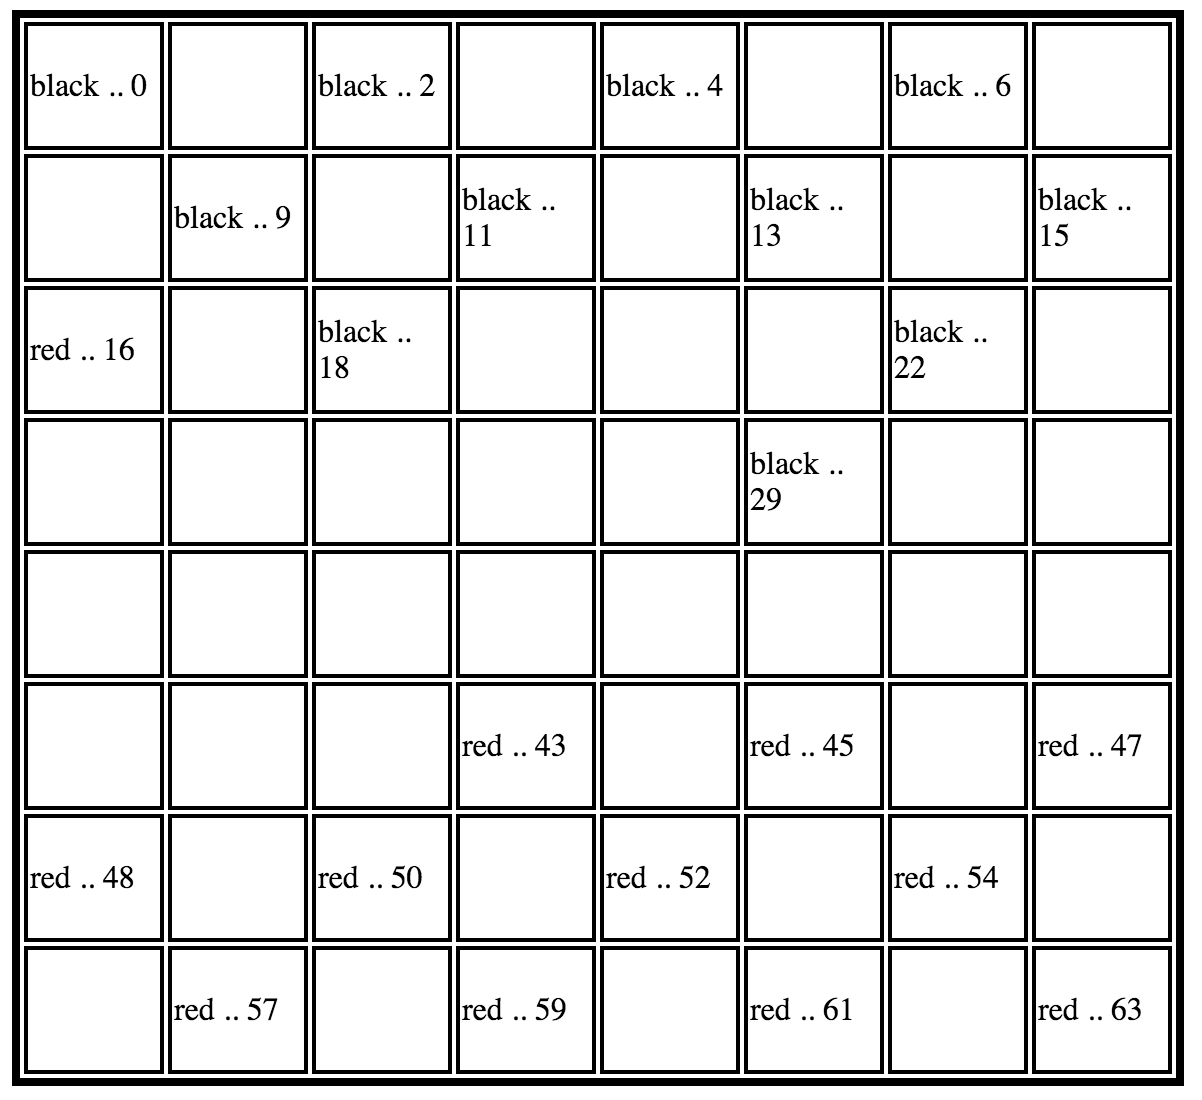 black .. 0
black .. 2
black .. 4
black .. 6
black .. 9
black ..
11
black ..
13
black ..
15
red .. 16
black ..
18
black ..
22
black ..
29
red .. 43
red .. 45
red .. 47
red .. 48
red .. 50
red .. 52
red .. 54
red .. 57
red .. 59
red .. 61
red .. 63